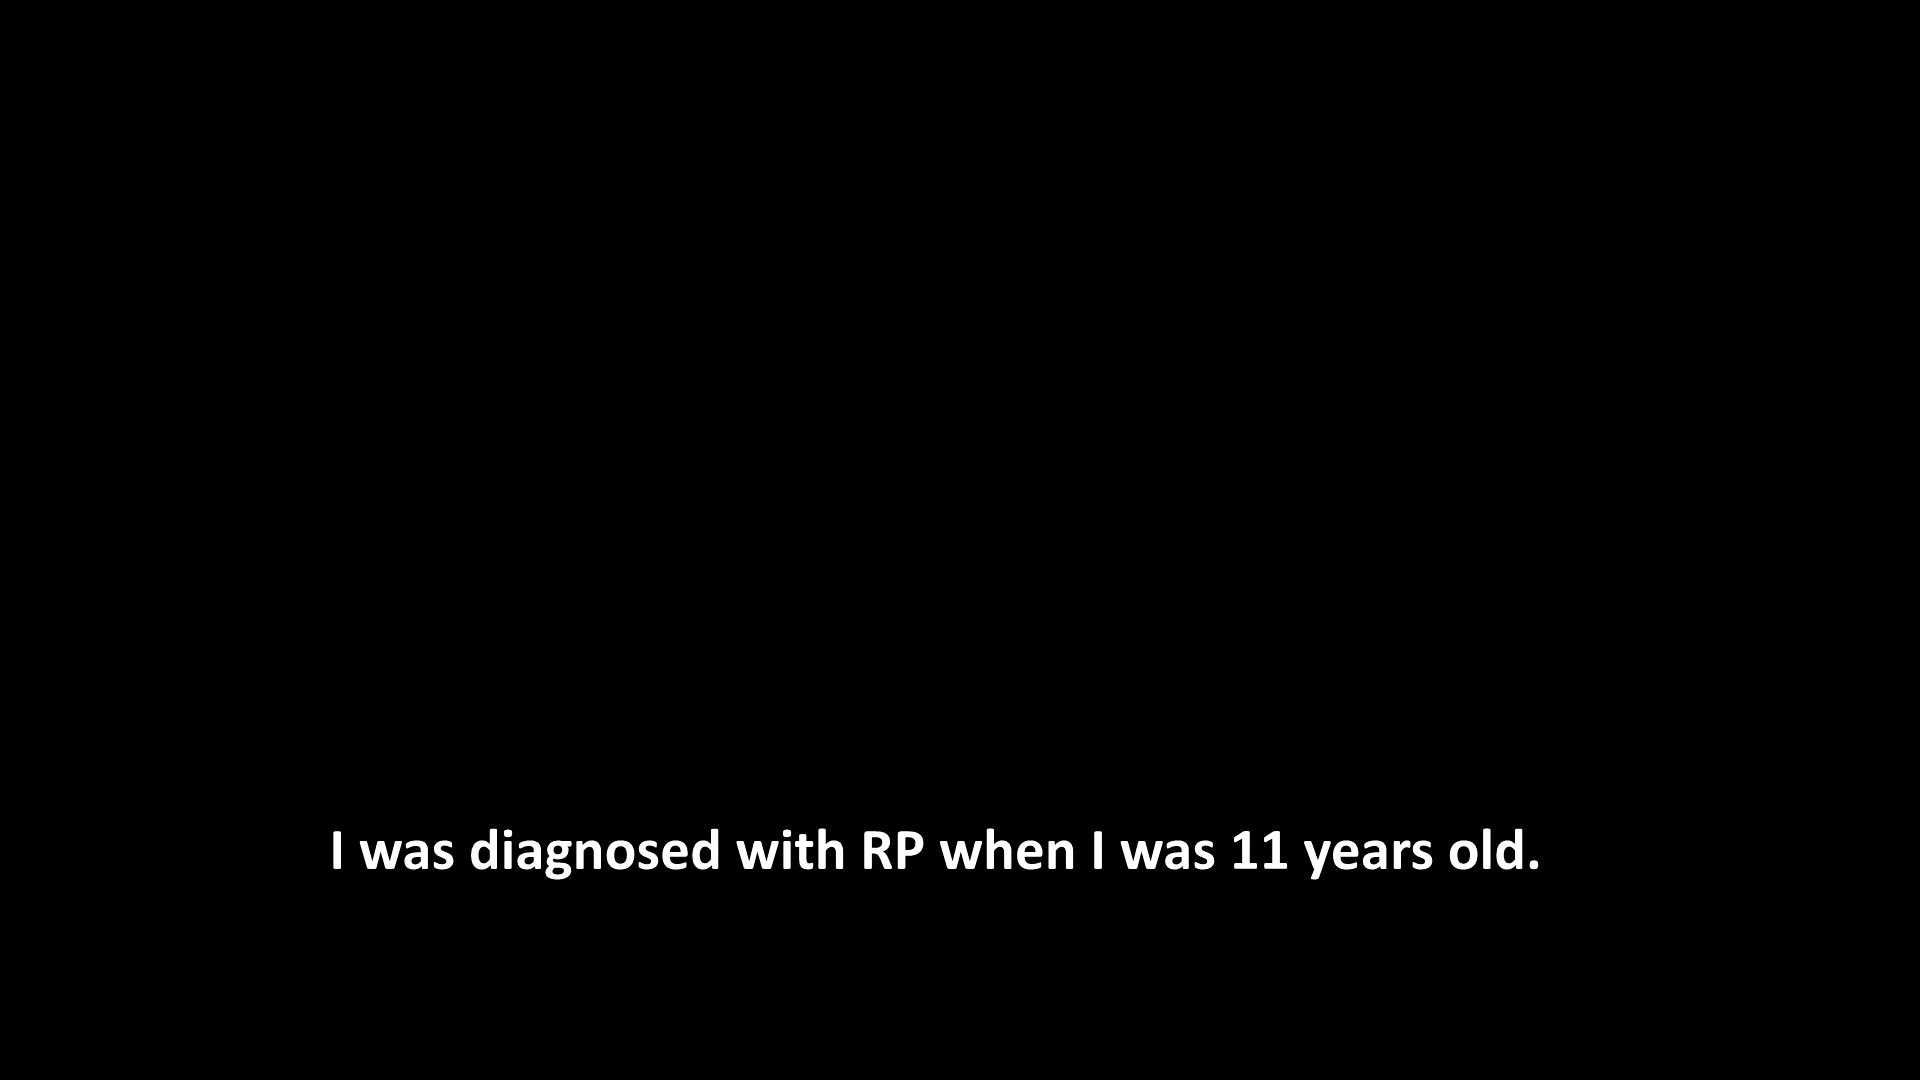 I was diagnosed with RP when I was 11 years old.